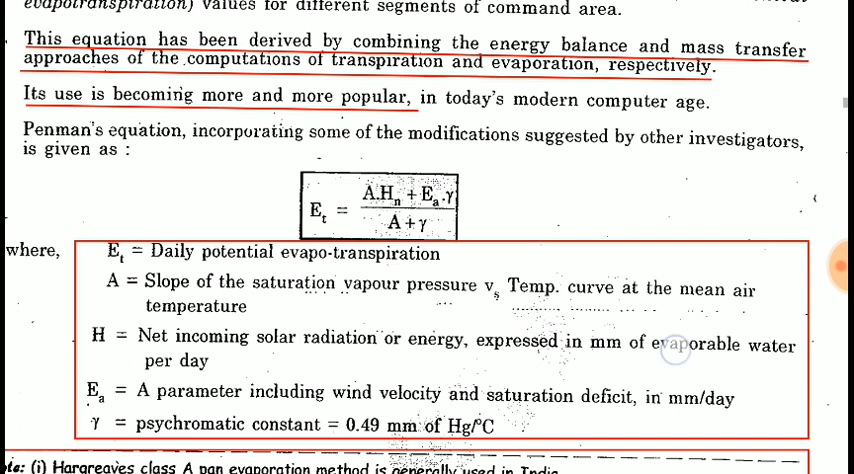 evapotranspiration) values for different segments of command area.
This equation has been derived by combining the energy balance and mass transfer
approaches of the computations of transpiration and evaporation, respectively.
Its use is becoming more and more popular, in today's modern computer age.
Penman's equation, incorporating some of the modifications suggested by other investigators,
is given as :
E_t = (A.H_n + E_a.γ) / (A + γ)
where, E_t = Daily potential evapo-transpiration
A = Slope of the saturation vapour pressure v_s Temp. curve at the mean air
temperature
H = Net incoming solar radiation or energy, expressed in mm of evaporable water
per day
E_a = A parameter including wind velocity and saturation deficit, in mm/day
γ = psychromatic constant = 0.49 mm of Hg/°C
(i) Hargreaves class A pan evaporation method is generally used in India